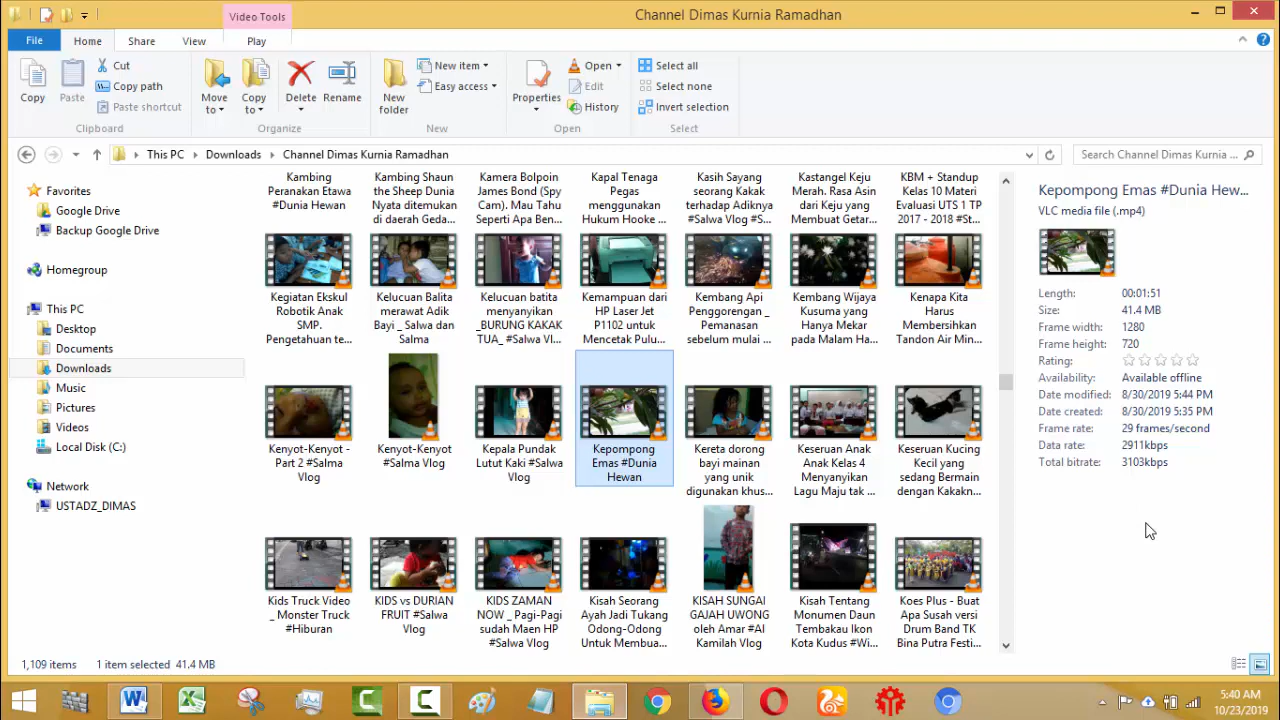 Video Tools
Channel Dimas Kurnia Ramadhan
File
Home
Share
View
Play
Copy
Paste
Cut
Copy path
Paste shortcut
Clipboard
Move
to
Copy
to
Delete
Rename
Organize
New
folder
New item
Easy access
New
Properties
Open
Edit
History
Open
Select all
Select none
Invert selection
Select
This PC
Downloads
Channel Dimas Kurnia Ramadhan
Search Channel Dimas Kurnia ...
Favorites
Google Drive
Backup Google Drive
Homegroup
This PC
Desktop
Documents
Downloads
Music
Pictures
Videos
Local Disk (C:)
Network
USTADZ_DIMAS
Kambing
Peranakan Etawa
#Dunia Hewan
Kambing Shaun
the Sheep Dunia
Nyata ditemukan
di daerah Geda...
Kamera Bolpoin
James Bond (Spy
Cam). Mau Tahu
Seperti Apa Ben...
Kapal Tenaga
Pegas
menggunakan
Hukum Hooke ...
Kasih Sayang
seorang Kakak
terhadap Adiknya
#Salwa Vlog #S...
Kastangel Keju
Merah. Rasa Asin
dari Keju yang
Membuat Getar...
KBM + Standup
Kelas 10 Materi
Evaluasi UTS 1 TP
2017 - 2018 #St...
Kegiatan Ekskul
Robotik Anak
SMP.
Pengetahuan te...
Kelucuan Balita
merawat Adik
Bayi _ Salwa dan
Salma
Kelucuan batita
menyanyikan
_BURUNG KAKAK
TUA_ #Salwa Vl...
Kemampuan dari
HP Laser Jet
P1102 untuk
Mencetak Pulu...
Kembang Api
Penggorengan _
Pemanasan
sebelum mulai ...
Kembang Wijaya
Kusuma yang
Hanya Mekar
pada Malam Ha...
Kenapa Kita
Harus
Membersihkan
Tandon Air Min...
Kenyot-Kenyot -
Part 2 #Salma
Vlog
Kenyot-Kenyot
#Salma Vlog
Kepala Pundak
Lutut Kaki #Salwa
Vlog
Kepompong
Emas #Dunia
Hewan
Kereta dorong
bayi mainan
yang unik
digunakan khus...
Keseruan Anak
Anak Kelas 4
Menyanyikan
Lagu Maju tak ...
Keseruan Kucing
Kecil yang
sedang Bermain
dengan Kakakn...
Kids Truck Video
_ Monster Truck
#Hiburan
KIDS vs DURIAN
FRUIT #Salwa
Vlog
KIDS ZAMAN
NOW _ Pagi-Pagi
sudah Maen HP
#Salwa Vlog
Kisah Seorang
Ayah Jadi Tukang
Odong-Odong
Untuk Membua...
KISAH SUNGAI
GAJAH UWONG
oleh Amar #Al
Kamilah Vlog
Kisah Tentang
Monumen Daun
Tembakau Ikon
Kota Kudus #Wi...
Koes Plus - Buat
Apa Susah versi
Drum Band TK
Bina Putra Festi...
Kepompong Emas #Dunia Hew...
VLC media file (.mp4)
Length: 00:01:51
Size: 41.4 MB
Frame width: 1280
Frame height: 720
Rating:
Availability: Available offline
Date modified: 8/30/2019 5:44 PM
Date created: 8/30/2019 5:35 PM
Frame rate: 29 frames/second
Data rate: 2911kbps
Total bitrate: 3103kbps
1,109 items
1 item selected 41.4 MB
5:40 AM
10/23/2019